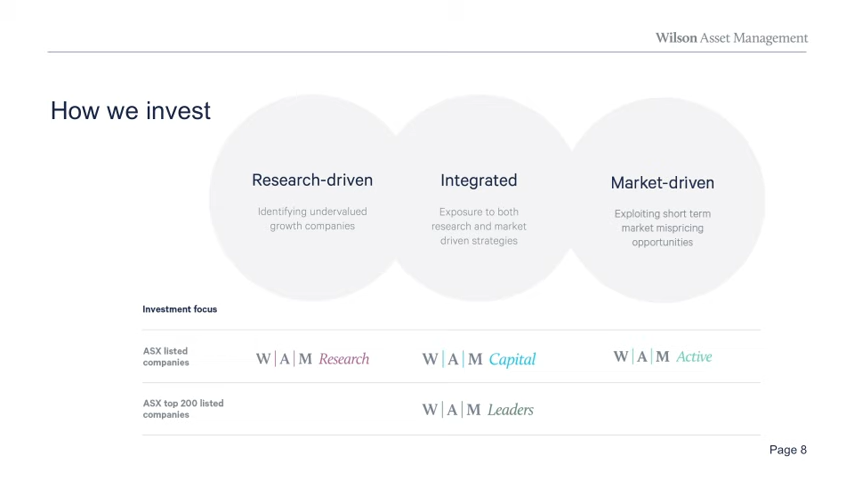 Wilson Asset Management
How we invest
Research-driven
Identifying undervalued
growth companies
Integrated
Exposure to both
research and market
driven strategies
Market-driven
Exploiting short term
market mispricing
opportunities
Investment focus
ASX listed
companies
W|A|M Research
W|A|M Capital
W|A|M Active
ASX top 200 listed
companies
W|A|M Leaders
Page 8